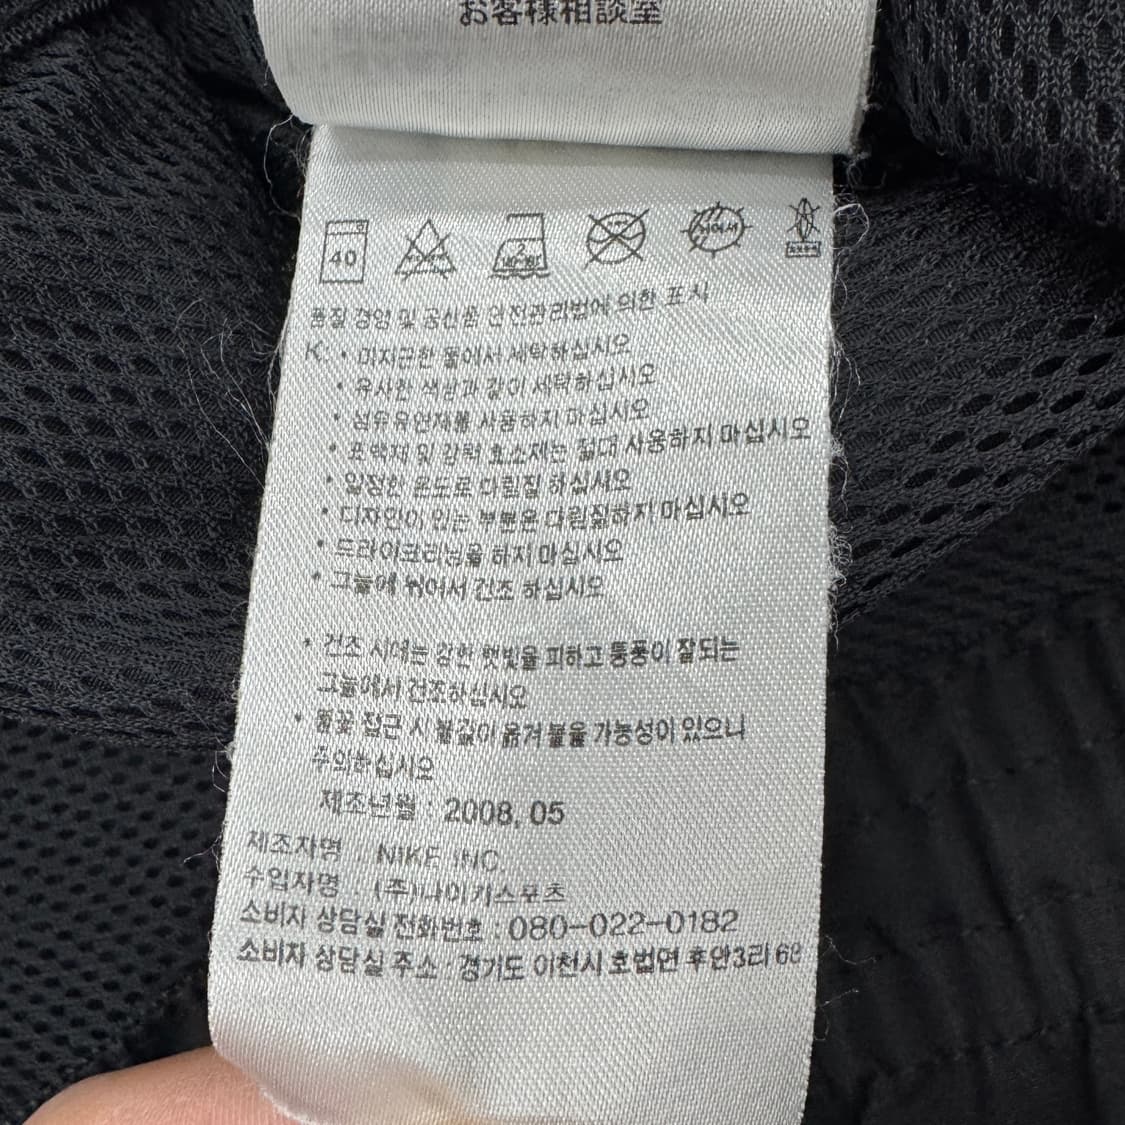 お客様相談室
40
품질 경영 및 공산품 안전관리법에 의한 표시
K: • 미지근한 물에서 세탁하십시오
• 유사한 색상과 같이 세탁하십시오
• 섬유유연제를 사용하지 마십시오
• 표백제 및 강력 효소제는 절대 사용하지 마십시오
• 일정한 온도로 다림질 하십시오
• 디자인이 있는 부분은 다림질하지 마십시오
• 드라이크리닝을 하지 마십시오
• 그늘에 뉘어서 건조 하십시오
• 건조 시에는 강한 햇빛을 피하고 통풍이 잘되는
그늘에서 건조하십시오
• 불꽃 접근 시 불길이 옮겨 붙을 가능성이 있으니
주의하십시오
제조년월 : 2008. 05
제조자명 : NIKE INC.
수입자명 : (주)나이키스포츠
소비자 상담실 전화번호 : 080-022-0182
소비자 상담실 주소 : 경기도 이천시 호법면 후안3리